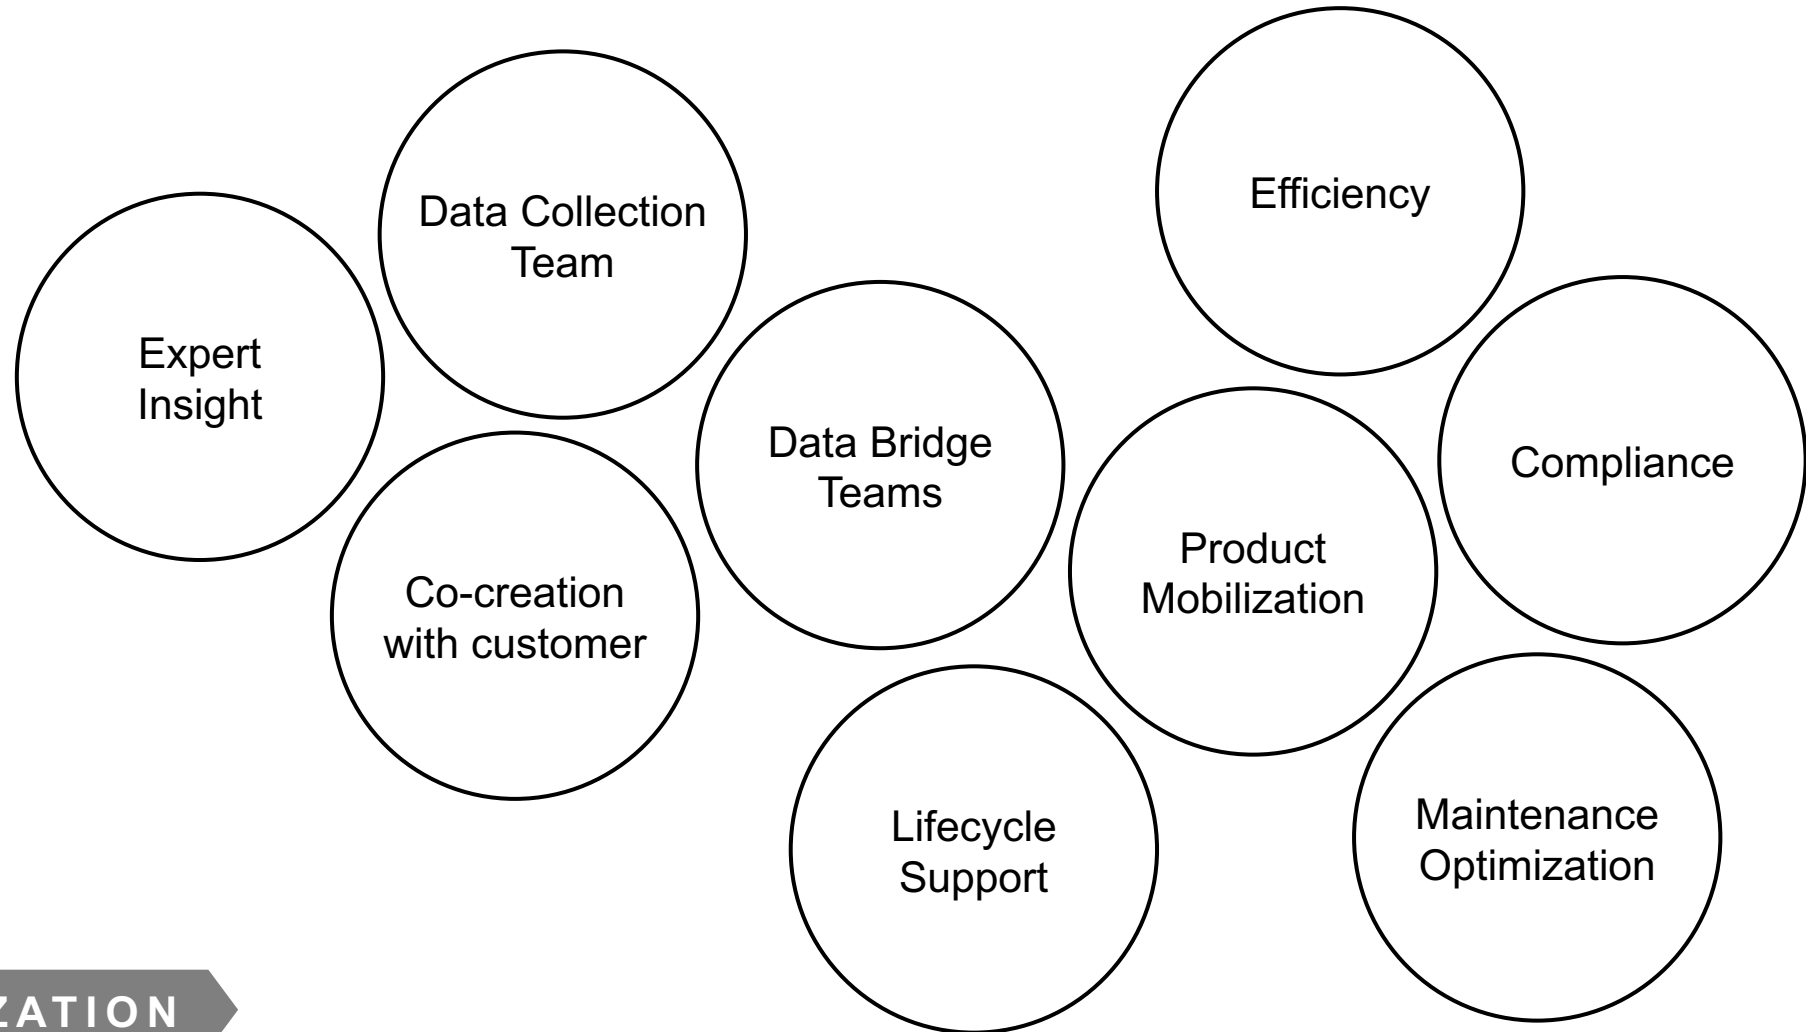 Efficiency
Data Collection
Team
Expert
Insight
Data Bridge
Teams
Compliance
Product
Mobilization
Co-creation
with customer
Lifecycle
Support
Maintenance
Optimization
ZATION